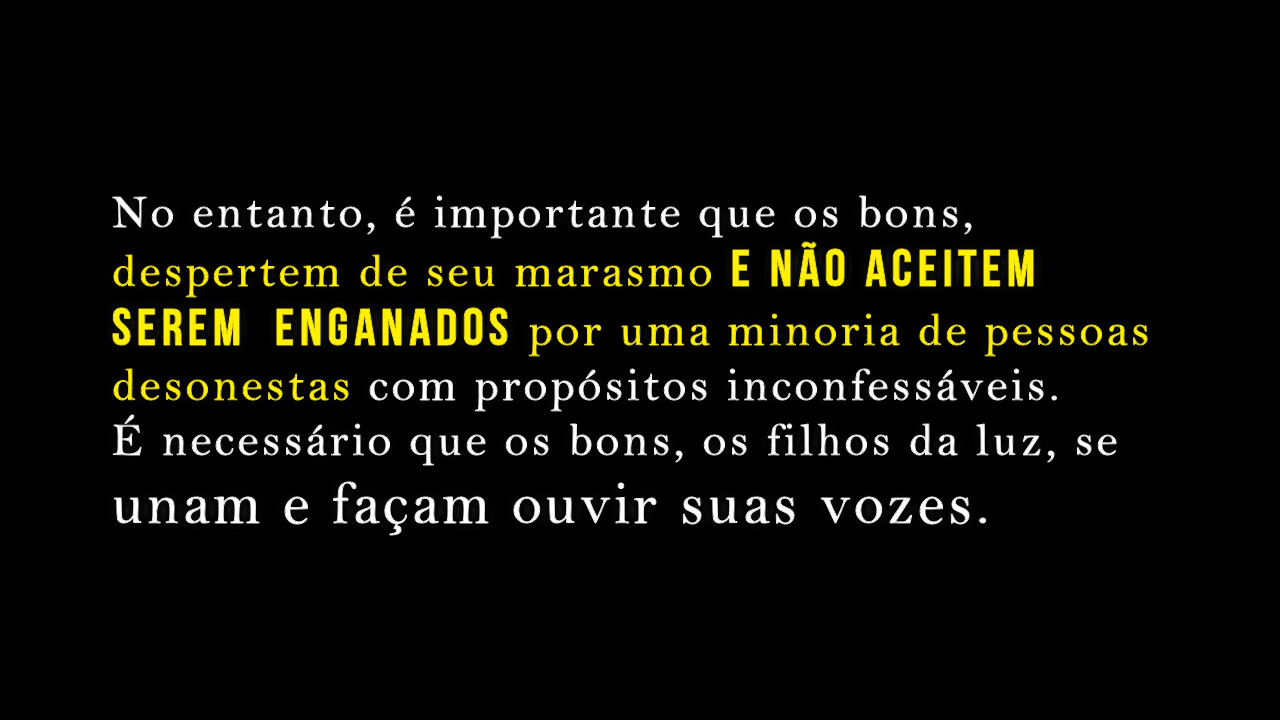 No entanto, é importante que os bons,
despertem de seu marasmo E NÃO ACEITEM
SEREM ENGANADOS por uma minoria de pessoas
desonestas com propósitos inconfessáveis.
É necessário que os bons, os filhos da luz, se
unam e façam ouvir suas vozes.